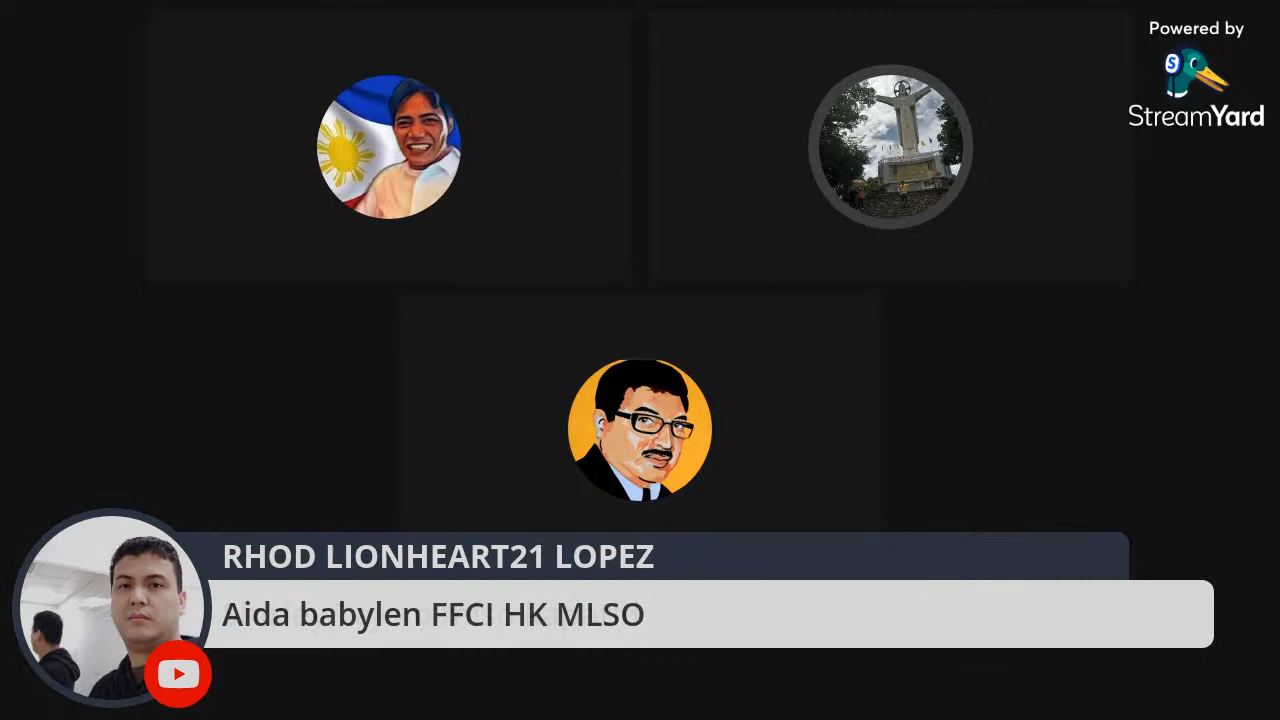 Powered by
S
StreamYard
RHOD LIONHEART21 LOPEZ
Aida babylen FFCI HK MLSO